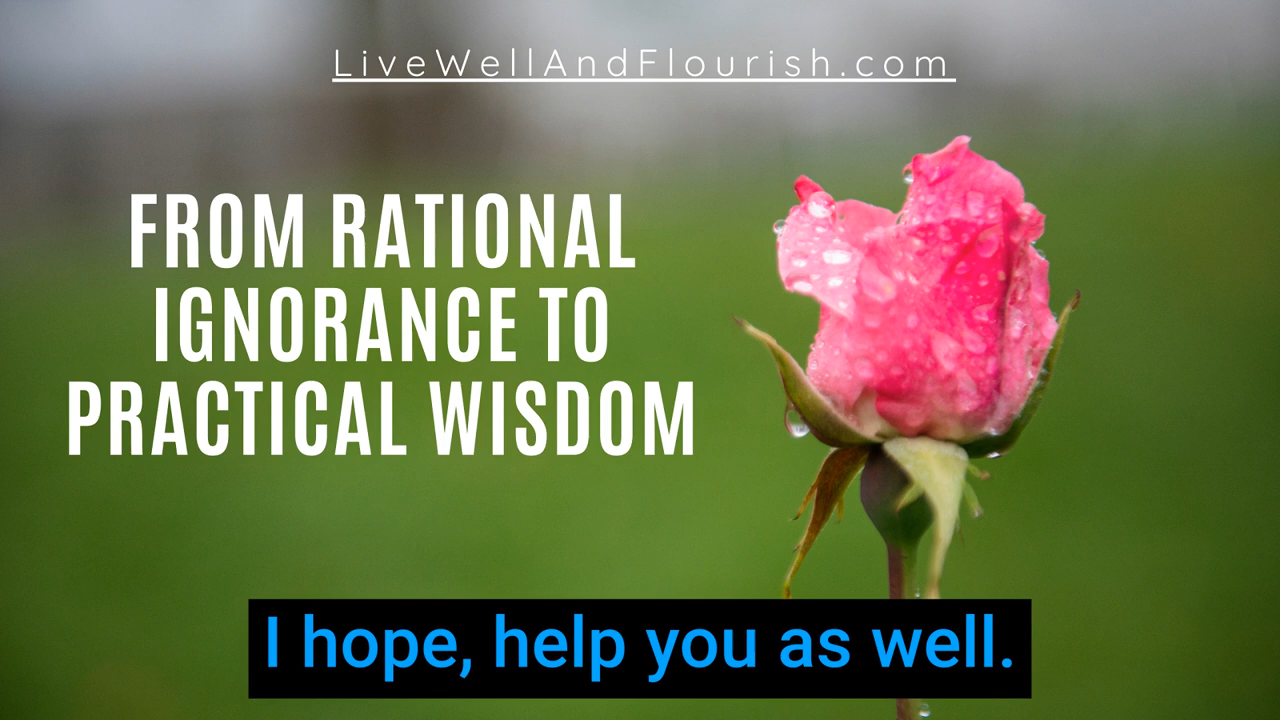 LiveWellAndFlourish.com
FROM RATIONAL
IGNORANCE TO
PRACTICAL WISDOM
I hope, help you as well.